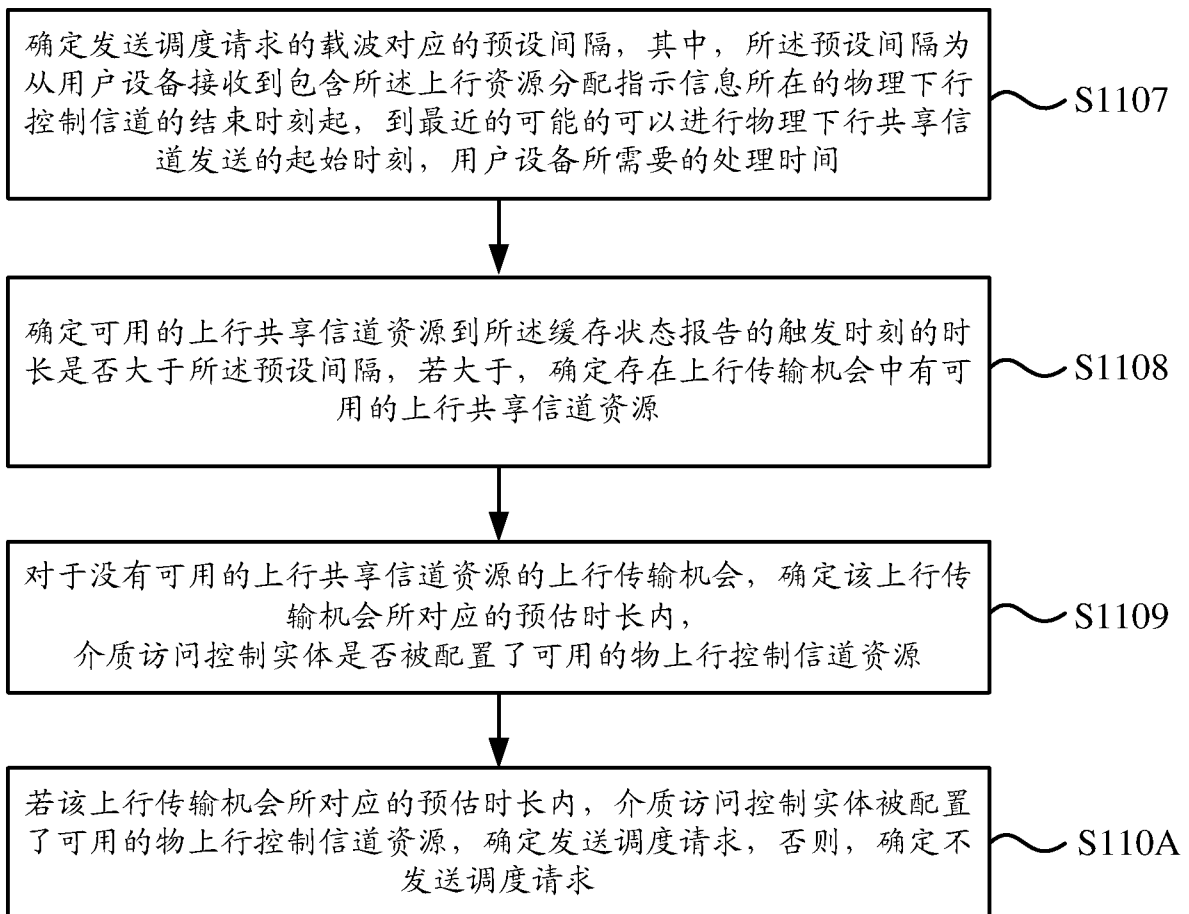 确定发送调度请求的载波对应的预设间隔，其中，所述预设间隔为
从用户设备接收到包含所述上行资源分配指示信息所在的物理下行
控制信道的结束时刻起，到最近的可能的可以进行物理下行共享信
道发送的起始时刻，用户设备所需要的处理时间
S1107
确定可用的上行共享信道资源到所述缓存状态报告的触发时刻的时
长是否大于所述预设间隔，若大于，确定存在上行传输机会中有可
用的上行共享信道资源
S1108
对于没有可用的上行共享信道资源的上行传输机会，确定该上行传
输机会所对应的预估时长内，
介质访问控制实体是否被配置了可用的物上行控制信道资源
S1109
若该上行传输机会所对应的预估时长内，介质访问控制实体被配置
了可用的物上行控制信道资源，确定发送调度请求，否则，确定不
发送调度请求
S110A